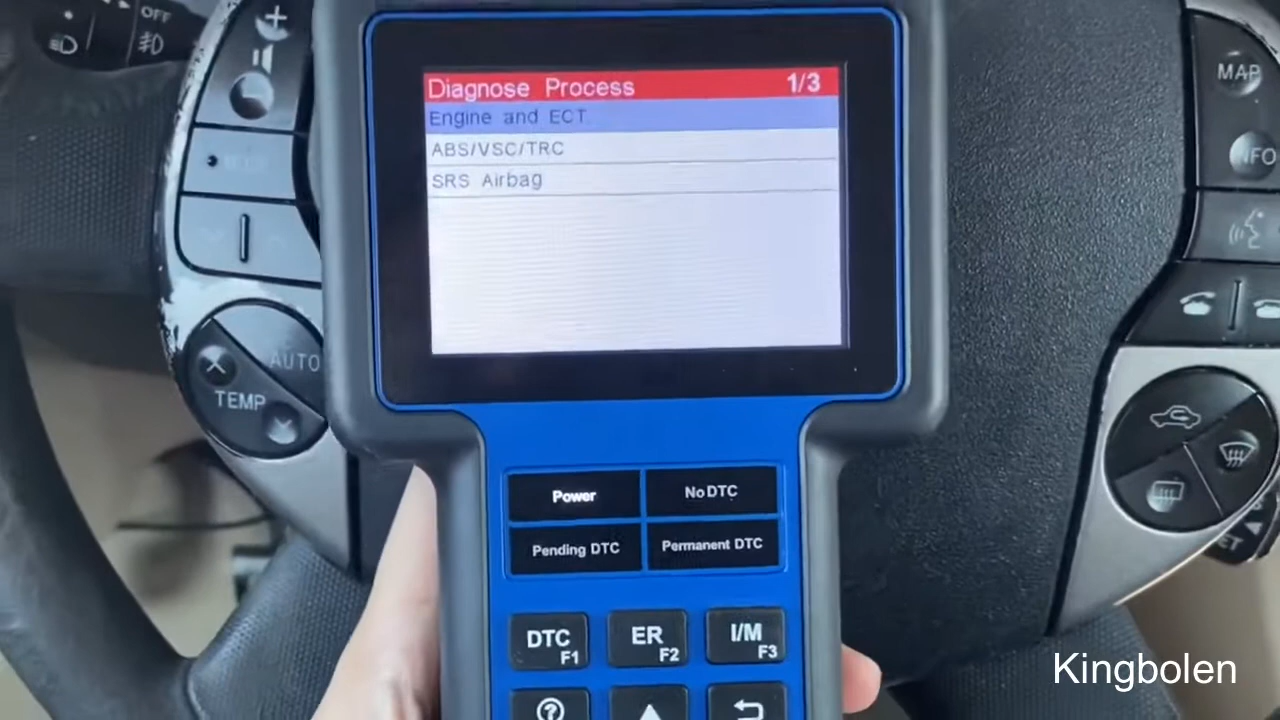 OFF
MAP
INFO
Diagnose Process 1/3
Engine and ECT
ABS/VSC/TRC
SRS Airbag
AUTO
TEMP
Power
No DTC
Pending DTC
Permanent DTC
DTC F1
ER F2
I/M F3
Kingbolen